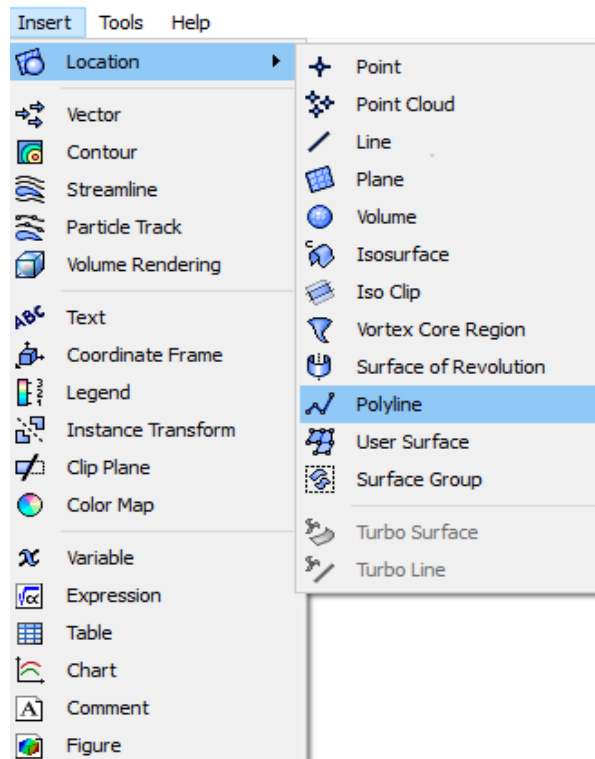 Insert Tools Help
Location
Vector
Contour
Streamline
Particle Track
Volume Rendering
ABC Text
Coordinate Frame
Legend
Instance Transform
Clip Plane
Color Map
Variable
Expression
Table
Chart
Comment
Figure
Point
Point Cloud
Line
Plane
Volume
Isosurface
Iso Clip
Vortex Core Region
Surface of Revolution
Polyline
User Surface
Surface Group
Turbo Surface
Turbo Line